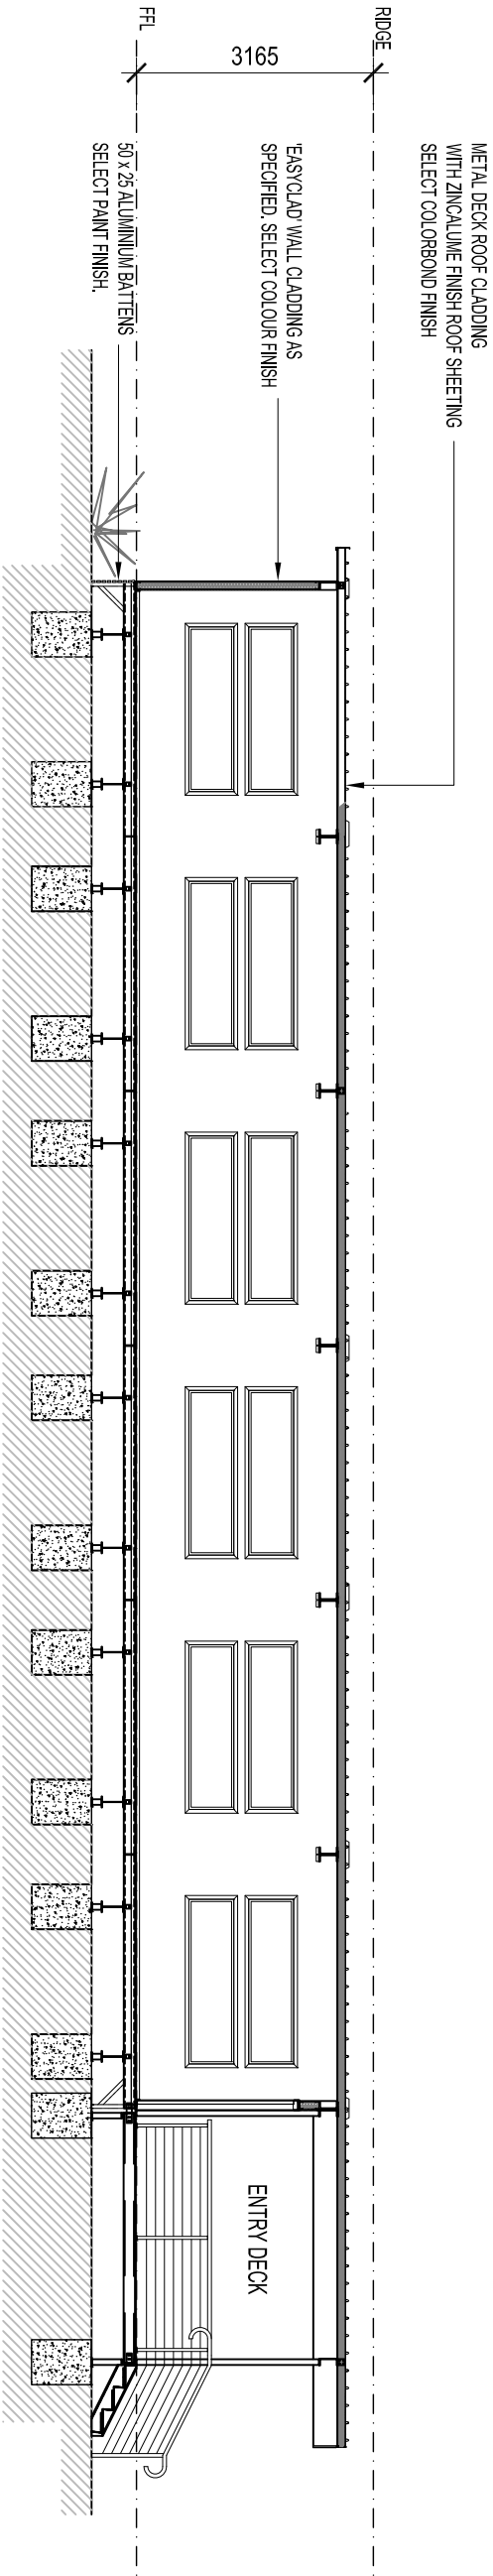 METAL DECK ROOF CLADDING
WITH ZINCALUME FINISH ROOF SHEETING
SELECT COLORBOND FINISH
RIDGE
3165
'EASYCLAD' WALL CLADDING AS
SPECIFIED. SELECT COLOUR FINISH
FFL
50 x 25 ALUMINIUM BATTENS
SELECT PAINT FINISH.
ENTRY DECK